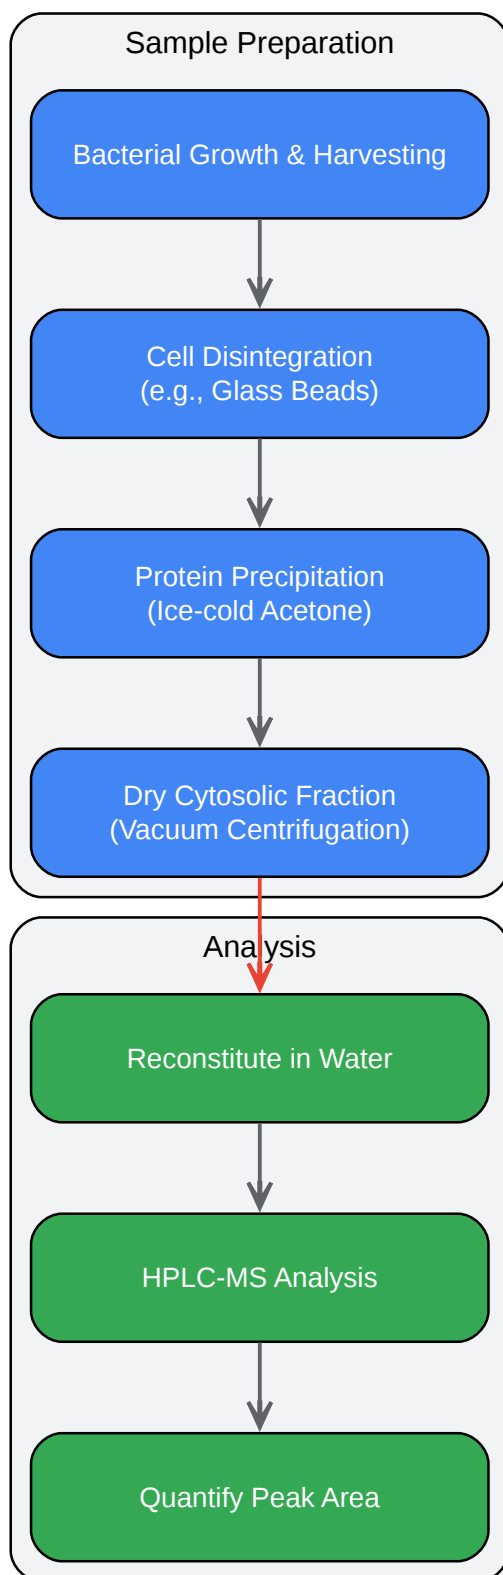 Sample Preparation
Bacterial Growth & Harvesting
Cell Disintegration
(e.g., Glass Beads)
Protein Precipitation
(Ice-cold Acetone)
Dry Cytosolic Fraction
(Vacuum Centrifugation)
Analysis
Reconstitute in Water
HPLC-MS Analysis
Quantify Peak Area